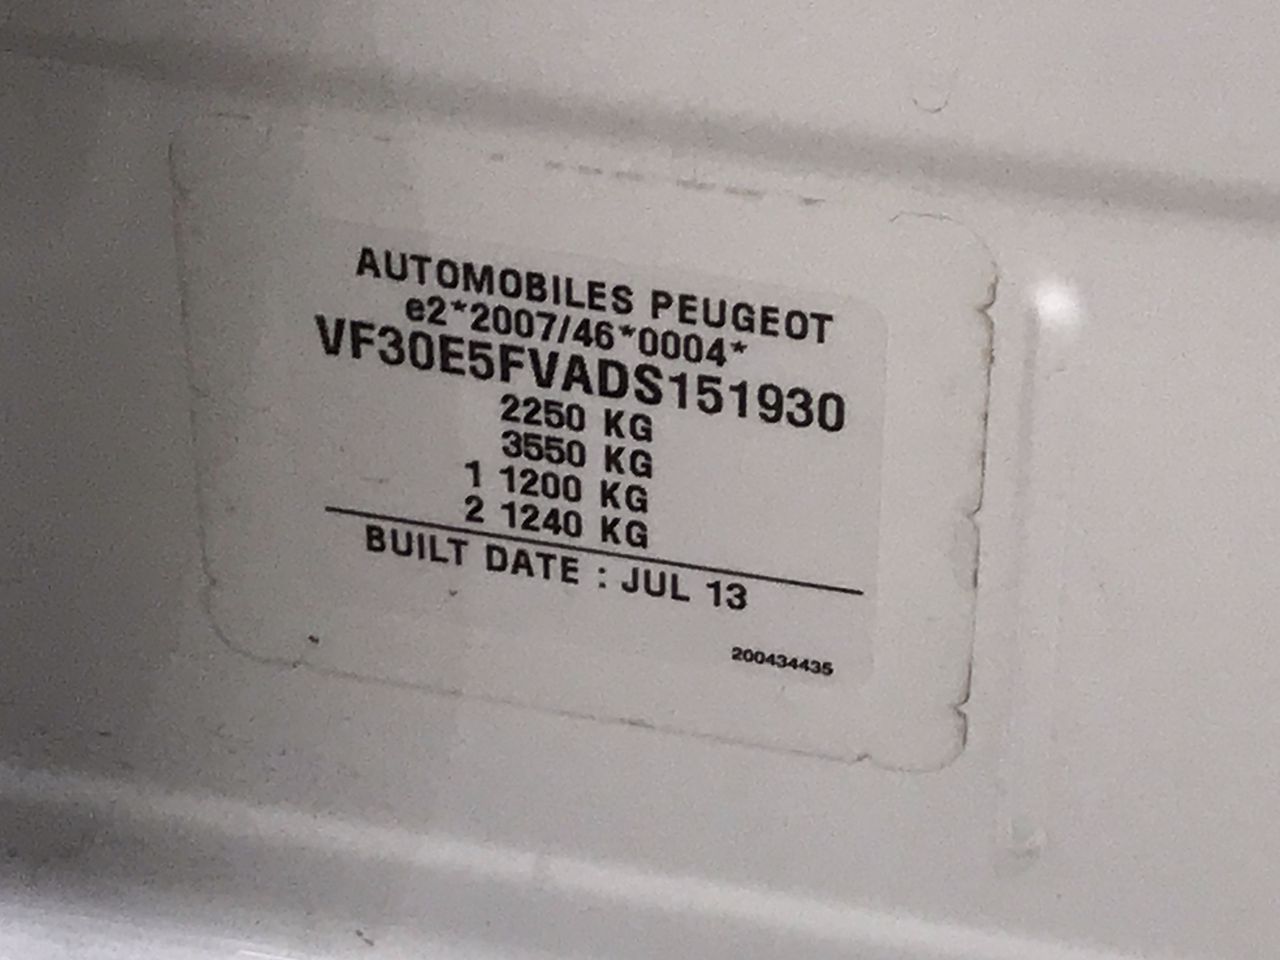 AUTOMOBILES PEUGEOT
e2*2007/46*0004*
VF30E5FVADS151930
2250 KG
3550 KG
1 1200 KG
2 1240 KG
BUILT DATE : JUL 13
200434435